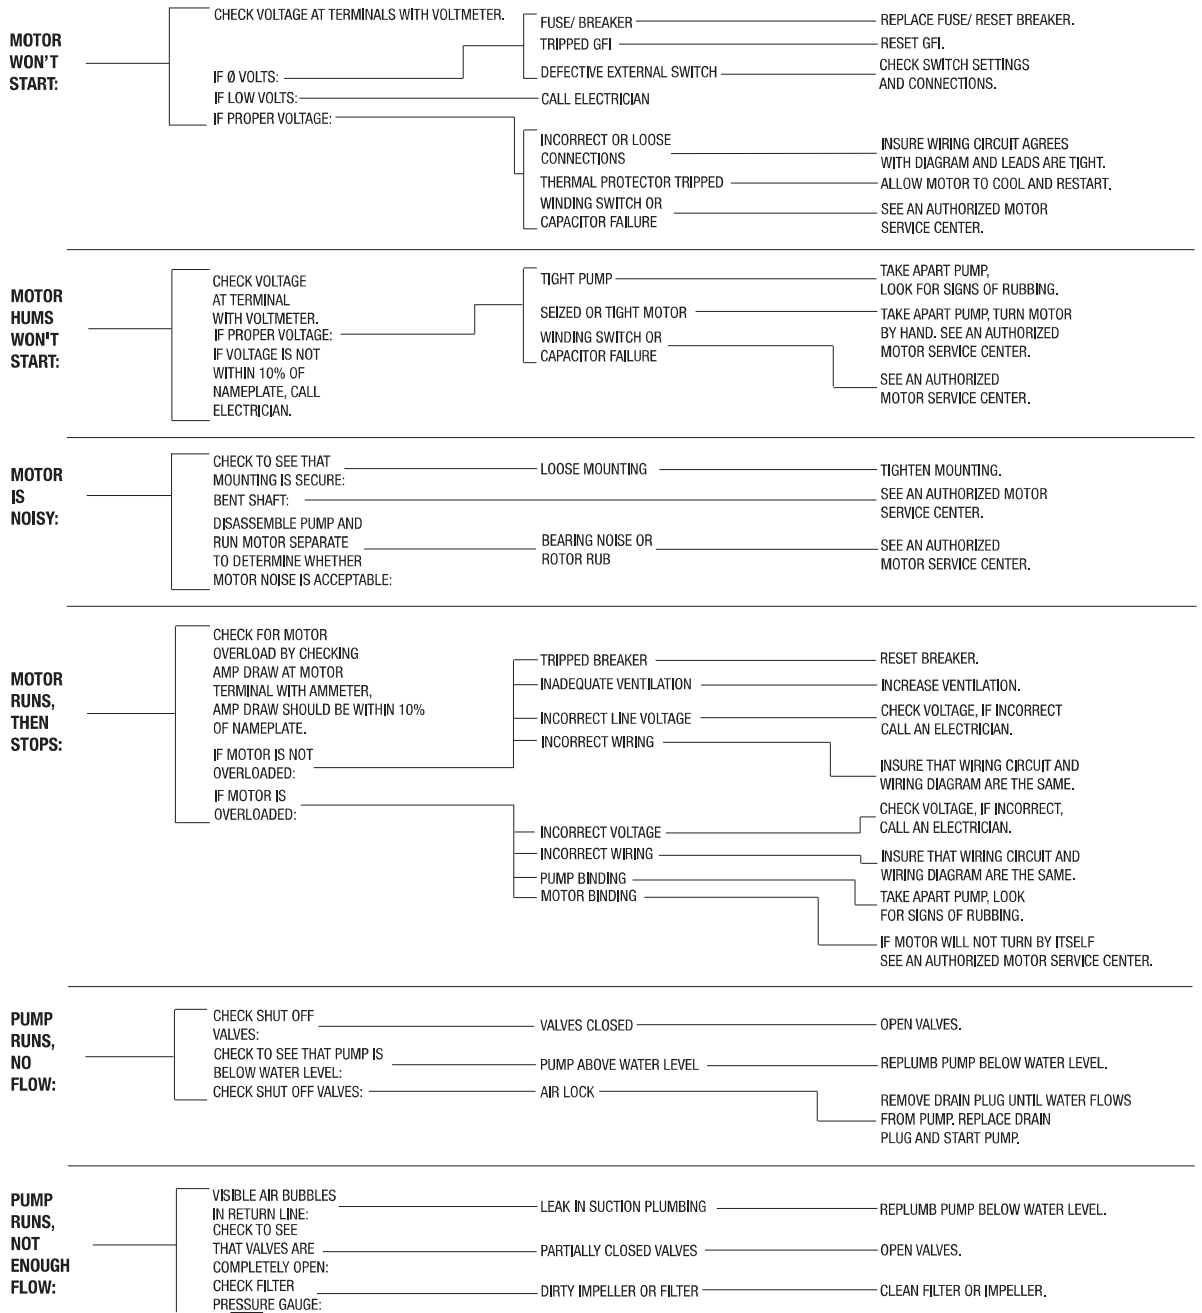 MOTOR
WON'T
START:
CHECK VOLTAGE AT TERMINALS WITH VOLTMETER.
IF Ø VOLTS:
FUSE/ BREAKER
REPLACE FUSE/ RESET BREAKER.
TRIPPED GFI
RESET GFI.
DEFECTIVE EXTERNAL SWITCH
CHECK SWITCH SETTINGS
AND CONNECTIONS.
IF LOW VOLTS:
CALL ELECTRICIAN
IF PROPER VOLTAGE:
INCORRECT OR LOOSE
CONNECTIONS
INSURE WIRING CIRCUIT AGREES
WITH DIAGRAM AND LEADS ARE TIGHT.
THERMAL PROTECTOR TRIPPED
ALLOW MOTOR TO COOL AND RESTART.
WINDING SWITCH OR
CAPACITOR FAILURE
SEE AN AUTHORIZED MOTOR
SERVICE CENTER.
MOTOR
HUMS
WON'T
START:
CHECK VOLTAGE
AT TERMINAL
WITH VOLTMETER.
IF PROPER VOLTAGE:
IF VOLTAGE IS NOT
WITHIN 10% OF
NAMEPLATE, CALL
ELECTRICIAN.
TIGHT PUMP
TAKE APART PUMP,
LOOK FOR SIGNS OF RUBBING.
SEIZED OR TIGHT MOTOR
TAKE APART PUMP, TURN MOTOR
BY HAND. SEE AN AUTHORIZED
MOTOR SERVICE CENTER.
WINDING SWITCH OR
CAPACITOR FAILURE
SEE AN AUTHORIZED
MOTOR SERVICE CENTER.
MOTOR
IS
NOISY:
CHECK TO SEE THAT
MOUNTING IS SECURE:
LOOSE MOUNTING
TIGHTEN MOUNTING.
BENT SHAFT:
SEE AN AUTHORIZED MOTOR
SERVICE CENTER.
DISASSEMBLE PUMP AND
RUN MOTOR SEPARATE
TO DETERMINE WHETHER
MOTOR NOISE IS ACCEPTABLE:
BEARING NOISE OR
ROTOR RUB
SEE AN AUTHORIZED
MOTOR SERVICE CENTER.
MOTOR
RUNS,
THEN
STOPS:
CHECK FOR MOTOR
OVERLOAD BY CHECKING
AMP DRAW AT MOTOR
TERMINAL WITH AMMETER,
AMP DRAW SHOULD BE WITHIN 10%
OF NAMEPLATE.
IF MOTOR IS NOT
OVERLOADED:
TRIPPED BREAKER
RESET BREAKER.
INADEQUATE VENTILATION
INCREASE VENTILATION.
INCORRECT LINE VOLTAGE
CHECK VOLTAGE, IF INCORRECT
CALL AN ELECTRICIAN.
INCORRECT WIRING
INSURE THAT WIRING CIRCUIT AND
WIRING DIAGRAM ARE THE SAME.
IF MOTOR IS
OVERLOADED:
INCORRECT VOLTAGE
CHECK VOLTAGE, IF INCORRECT,
CALL AN ELECTRICIAN.
INCORRECT WIRING
INSURE THAT WIRING CIRCUIT AND
WIRING DIAGRAM ARE THE SAME.
PUMP BINDING
TAKE APART PUMP, LOOK
FOR SIGNS OF RUBBING.
MOTOR BINDING
IF MOTOR WILL NOT TURN BY ITSELF
SEE AN AUTHORIZED MOTOR SERVICE CENTER.
PUMP
RUNS,
NO
FLOW:
CHECK SHUT OFF
VALVES:
VALVES CLOSED
OPEN VALVES.
CHECK TO SEE THAT PUMP IS
BELOW WATER LEVEL:
PUMP ABOVE WATER LEVEL
REPLUMB PUMP BELOW WATER LEVEL.
CHECK SHUT OFF VALVES:
AIR LOCK
REMOVE DRAIN PLUG UNTIL WATER FLOWS
FROM PUMP. REPLACE DRAIN
PLUG AND START PUMP.
PUMP
RUNS,
NOT
ENOUGH
FLOW:
VISIBLE AIR BUBBLES
IN RETURN LINE:
LEAK IN SUCTION PLUMBING
REPLUMB PUMP BELOW WATER LEVEL.
CHECK TO SEE
THAT VALVES ARE
COMPLETELY OPEN:
PARTIALLY CLOSED VALVES
OPEN VALVES.
CHECK FILTER
PRESSURE GAUGE:
DIRTY IMPELLER OR FILTER
CLEAN FILTER OR IMPELLER.